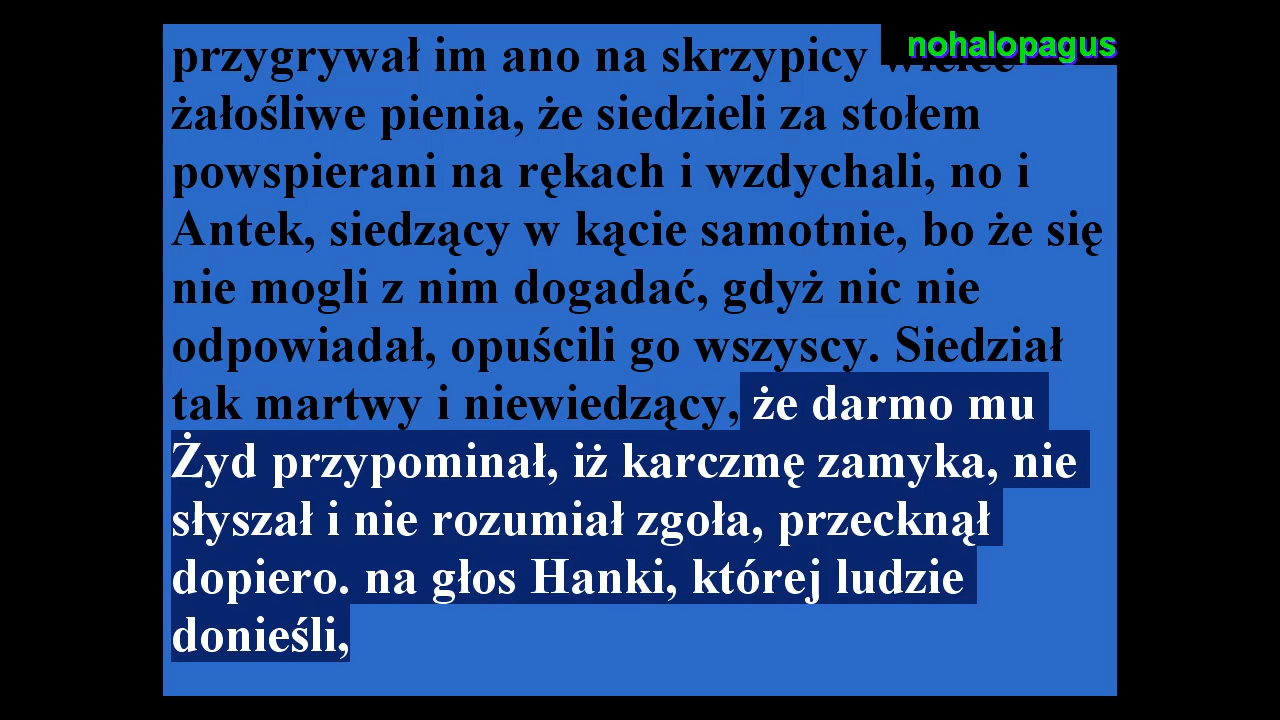 przygrywał im ano na skrzypicy
nohalopagus
żałośliwe pienia, że siedzieli za stołem
powspierani na rękach i wzdychali, no i
Antek, siedzący w kącie samotnie, bo że się
nie mogli z nim dogadać, gdyż nic nie
odpowiadał, opuścili go wszyscy. Siedział
tak martwy i niewiedzący, że darmo mu
Żyd przypominał, iż karczmę zamyka, nie
słyszał i nie rozumiał zgoła, przecknął
dopiero. na głos Hanki, której ludzie
donieśli,